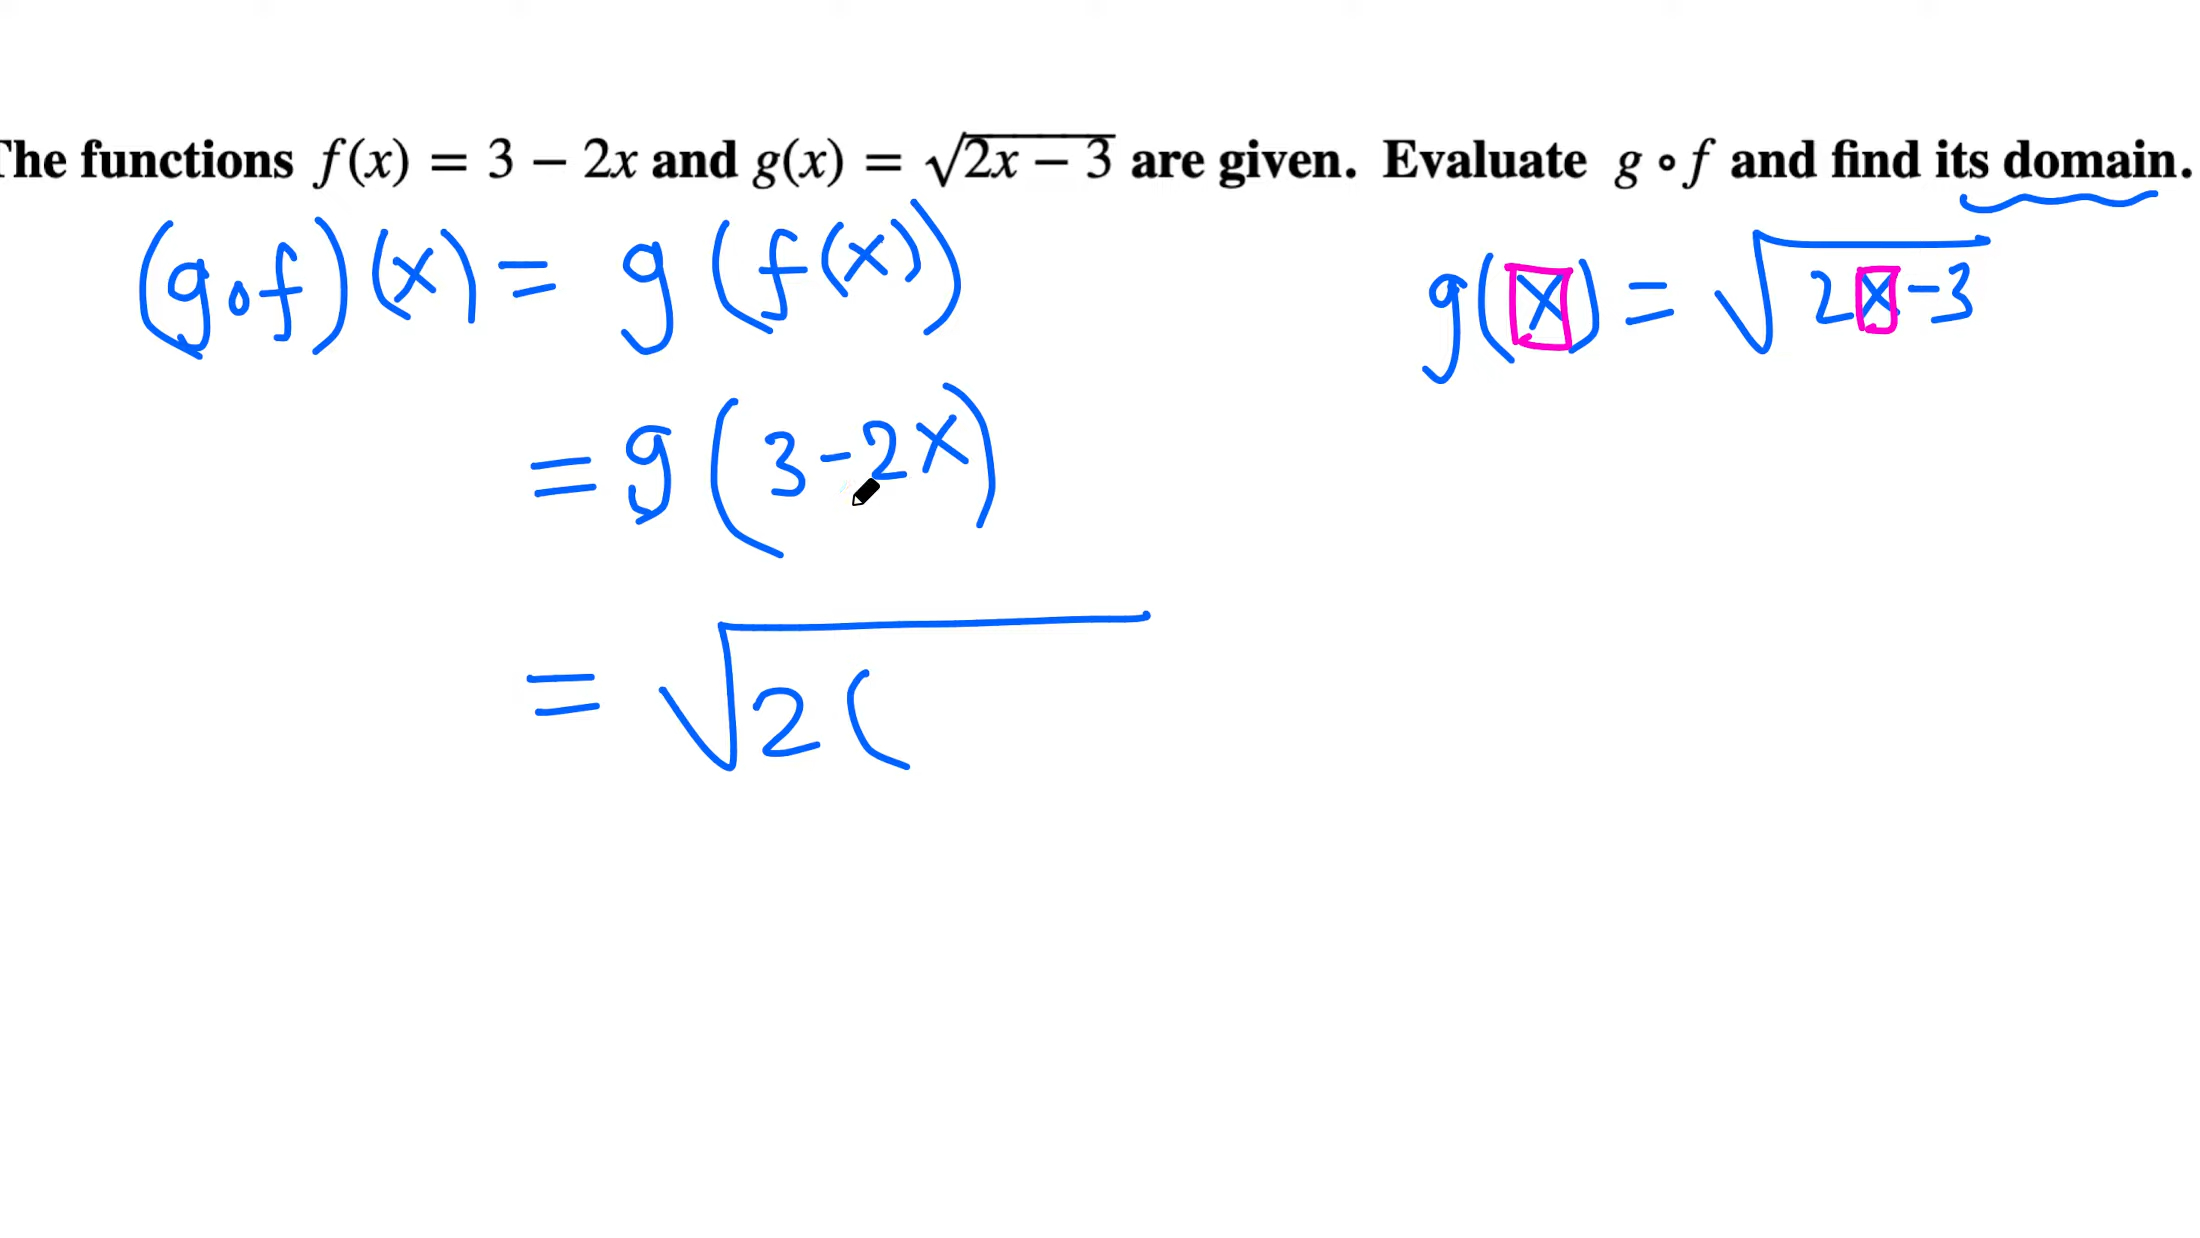 The functions f(x) = 3 − 2x and g(x) = √(2x − 3) are given. Evaluate g ∘ f and find its domain.
(g∘f)(x) = g(f(x))
g(x) = √(2x-3)
= g(3-2x)
= √2(